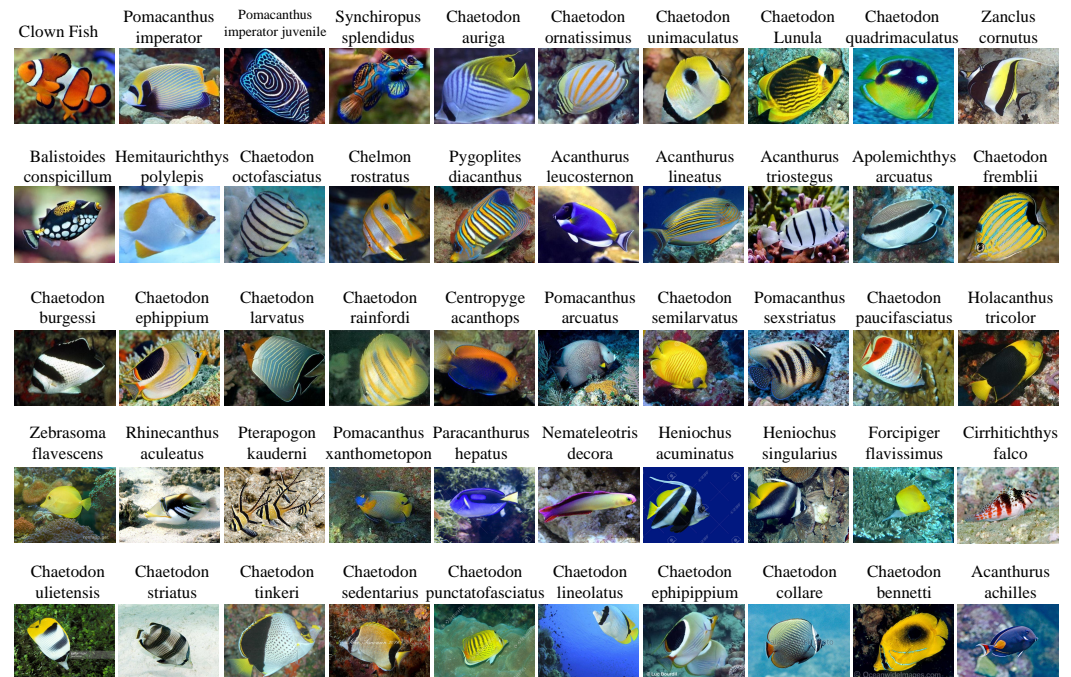 Clown Fish
Pomacanthus
imperator
Pomacanthus
imperator juvenile
Synchiropus
splendidus
Chaetodon
auriga
Chaetodon
ornatissimus
Chaetodon
unimaculatus
Chaetodon
Lunula
Chaetodon
quadrimaculatus
Zanclus
cornutus
Balistoides
conspicillum
Hemitaurichthys
polylepis
Chaetodon
octofasciatus
Chelmon
rostratus
Pygoplites
diacanthus
Acanthurus
leucosternon
Acanthurus
lineatus
Acanthurus
triostegus
Apolemichthys
arcuatus
Chaetodon
fremblii
Chaetodon
burgessi
Chaetodon
ephippium
Chaetodon
larvatus
Chaetodon
rainfordi
Centropyge
acanthops
Pomacanthus
arcuatus
Chaetodon
semilarvatus
Pomacanthus
sexstriatus
Chaetodon
paucifasciatus
Holacanthus
tricolor
Zebrasoma
flavescens
Rhinecanthus
aculeatus
Pterapogon
kauderni
Pomacanthus
xanthometopon
Paracanthurus
hepatus
Nemateleotris
decora
Heniochus
acuminatus
Heniochus
singularius
Forcipiger
flavissimus
Cirrhitichthys
falco
Chaetodon
ulietensis
Chaetodon
striatus
Chaetodon
tinkeri
Chaetodon
sedentarius
Chaetodon
punctatofasciatus
Chaetodon
lineolatus
Chaetodon
ephipippium
Chaetodon
collare
Chaetodon
bennetti
Acanthurus
achilles
© Oceanwideimages.com